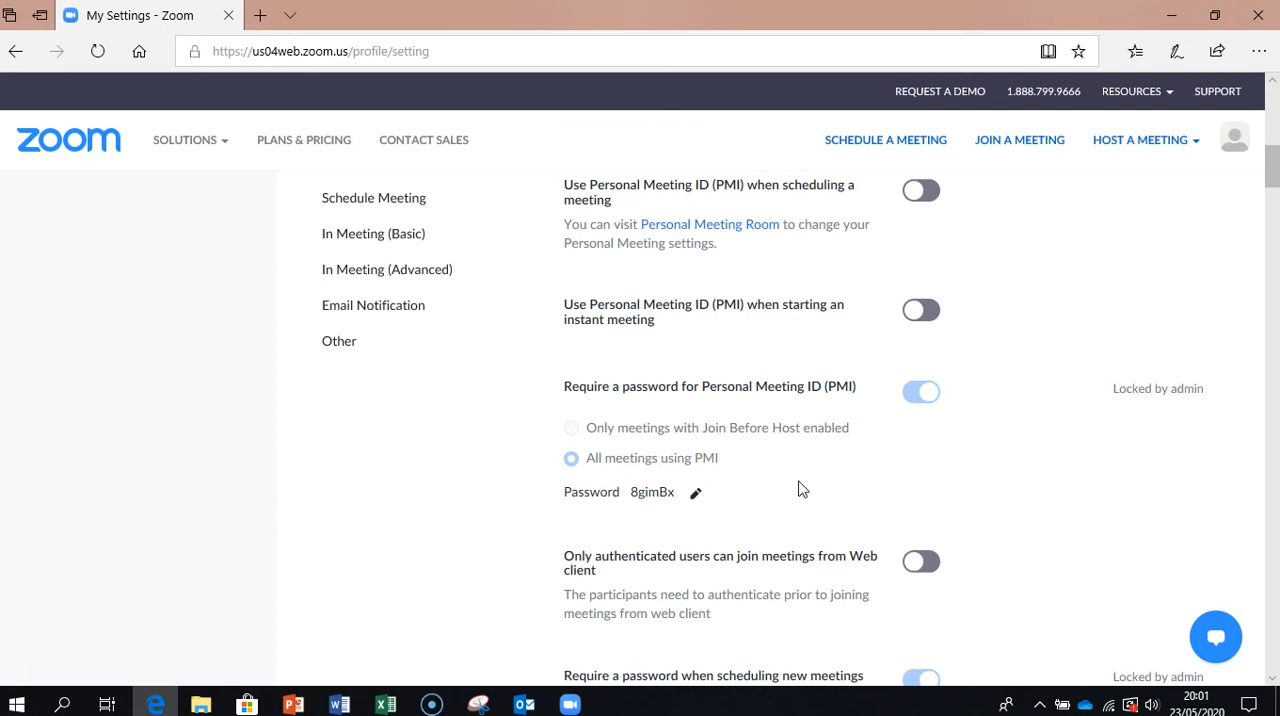 My Settings - Zoom
https://us04web.zoom.us/profile/setting
REQUEST A DEMO 1.888.799.9666 RESOURCES SUPPORT
zoom SOLUTIONS PLANS & PRICING CONTACT SALES SCHEDULE A MEETING JOIN A MEETING HOST A MEETING
Schedule Meeting
In Meeting (Basic)
In Meeting (Advanced)
Email Notification
Other
Use Personal Meeting ID (PMI) when scheduling a
meeting
You can visit Personal Meeting Room to change your
Personal Meeting settings.
Use Personal Meeting ID (PMI) when starting an
instant meeting
Require a password for Personal Meeting ID (PMI)
Locked by admin
Only meetings with Join Before Host enabled
All meetings using PMI
Password 8gimBx
Only authenticated users can join meetings from Web
client
The participants need to authenticate prior to joining
meetings from web client
Require a password when scheduling new meetings
Locked by admin
20:01
23/05/2020